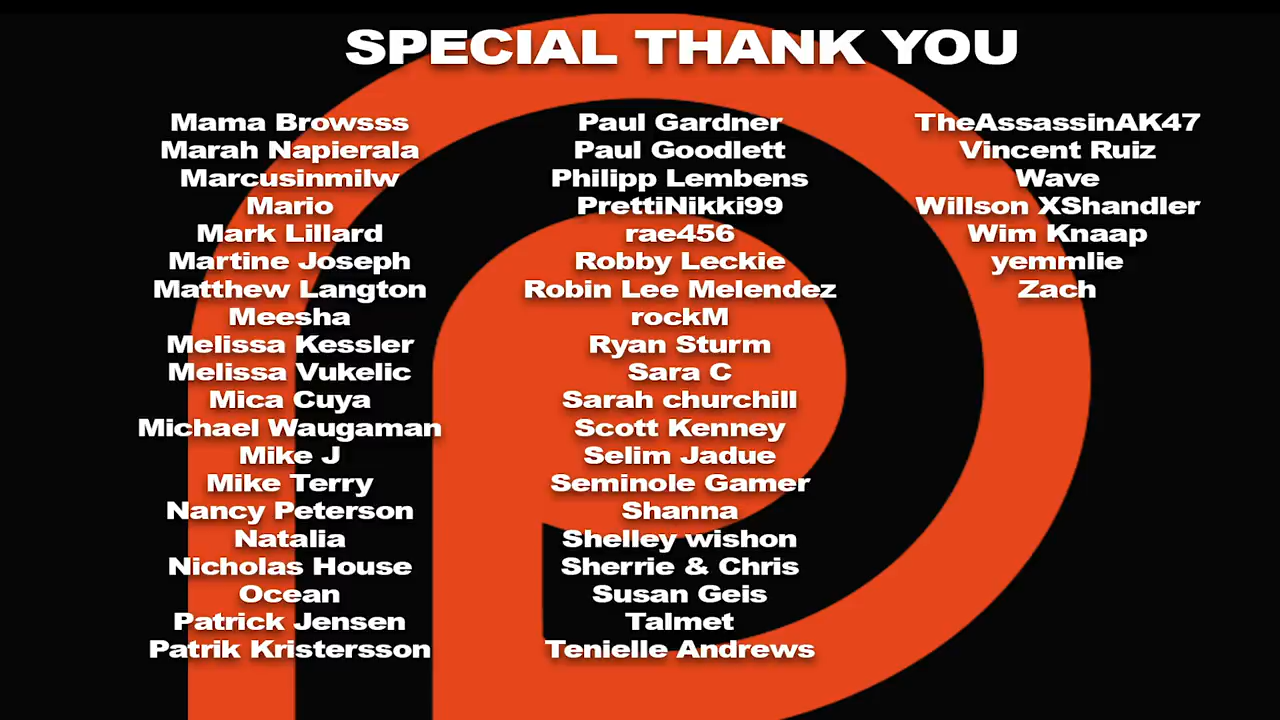 SPECIAL THANK YOU
Mama Browsss
Marah Napierala
Marcusinmilw
Mario
Mark Lillard
Martine Joseph
Matthew Langton
Meesha
Melissa Kessler
Melissa Vukelic
Mica Cuya
Michael Waugaman
Mike J
Mike Terry
Nancy Peterson
Natalia
Nicholas House
Ocean
Patrick Jensen
Patrik Kristersson
Paul Gardner
Paul Goodlett
Philipp Lembens
PrettiNikki99
rae456
Robby Leckie
Robin Lee Melendez
rockM
Ryan Sturm
Sara C
Sarah churchill
Scott Kenney
Selim Jadue
Seminole Gamer
Shanna
Shelley wishon
Sherrie & Chris
Susan Geis
Talmet
Tenielle Andrews
TheAssassinAK47
Vincent Ruiz
Wave
Willson XShandler
Wim Knaap
yemmlie
Zach